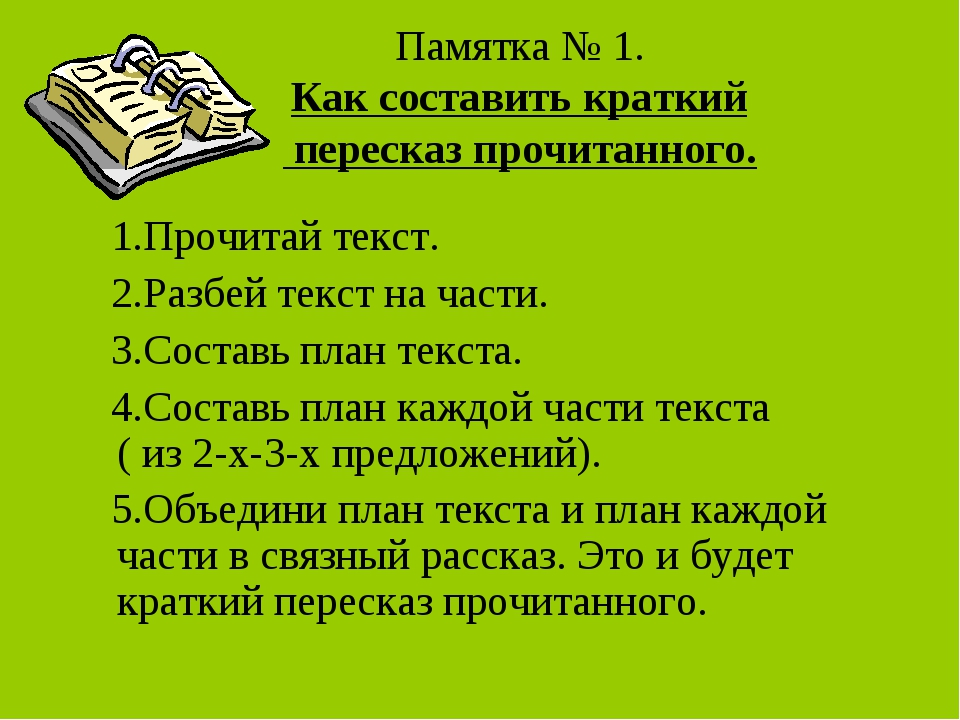 Памятка № 1.
Как составить краткий
пересказ прочитанного.
1.Прочитай текст.
2.Разбей текст на части.
3.Составь план текста.
4.Составь план каждой части текста
( из 2-х-3-х предложений).
5.Объедини план текста и план каждой
части в связный рассказ. Это и будет
краткий пересказ прочитанного.